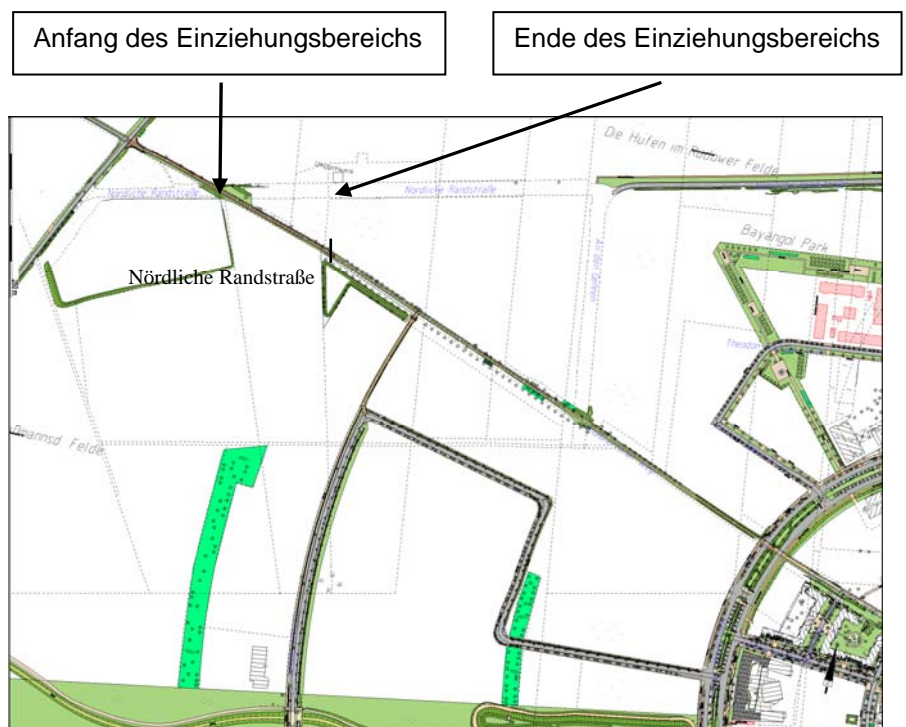 Anfang des Einziehungsbereichs
Ende des Einziehungsbereichs
Die Hufen im Rudower Felde
Nördliche Randstraße
Nördliche Randstraße
Bayangol Park
Nördliche Randstraße
Felde